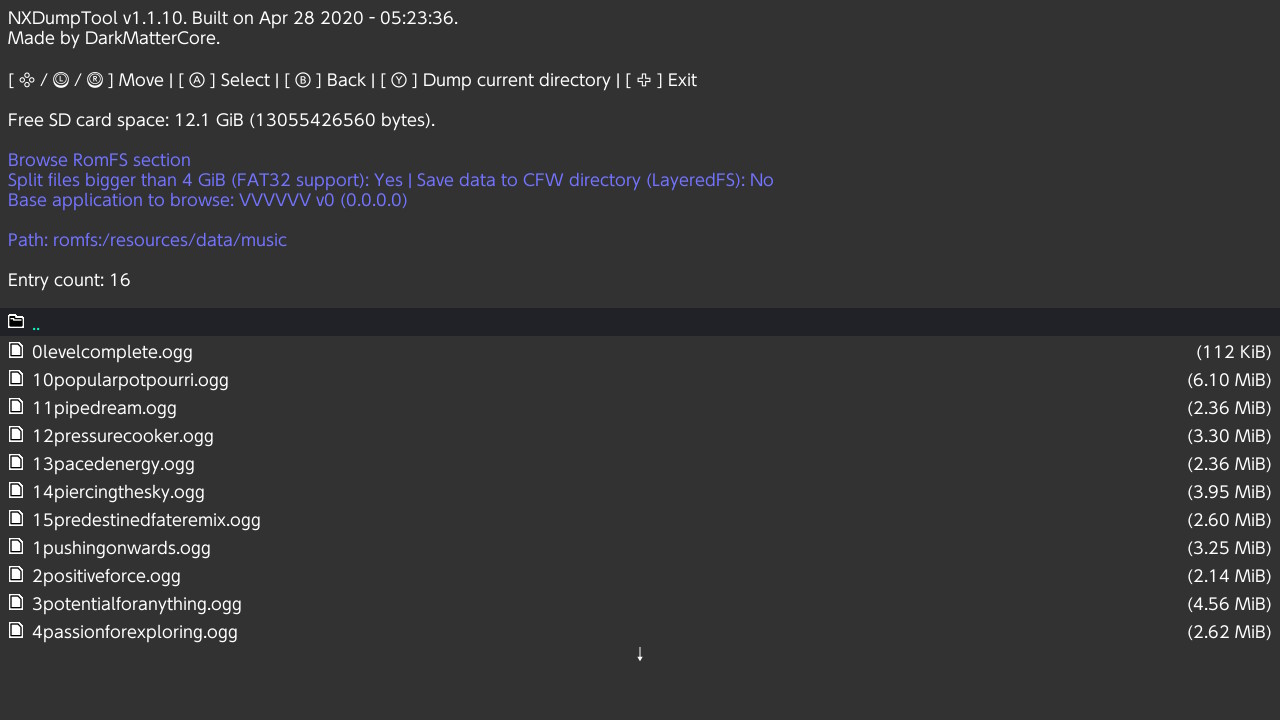 NXDumpTool v1.1.10. Built on Apr 28 2020 - 05:23:36.
Made by DarkMatterCore.
[ / Ⓛ / Ⓡ ] Move | [ Ⓐ ] Select | [ Ⓑ ] Back | [ Ⓨ ] Dump current directory | [ ] Exit
Free SD card space: 12.1 GiB (13055426560 bytes).
Browse RomFS section
Split files bigger than 4 GiB (FAT32 support): Yes | Save data to CFW directory (LayeredFS): No
Base application to browse: VVVVVV v0 (0.0.0.0)
Path: romfs:/resources/data/music
Entry count: 16
..
0levelcomplete.ogg (112 KiB)
10popularpotpourri.ogg (6.10 MiB)
11pipedream.ogg (2.36 MiB)
12pressurecooker.ogg (3.30 MiB)
13pacedenergy.ogg (2.36 MiB)
14piercingthesky.ogg (3.95 MiB)
15predestinedfateremix.ogg (2.60 MiB)
1pushingonwards.ogg (3.25 MiB)
2positiveforce.ogg (2.14 MiB)
3potentialforanything.ogg (4.56 MiB)
4passionforexploring.ogg (2.62 MiB)
↓